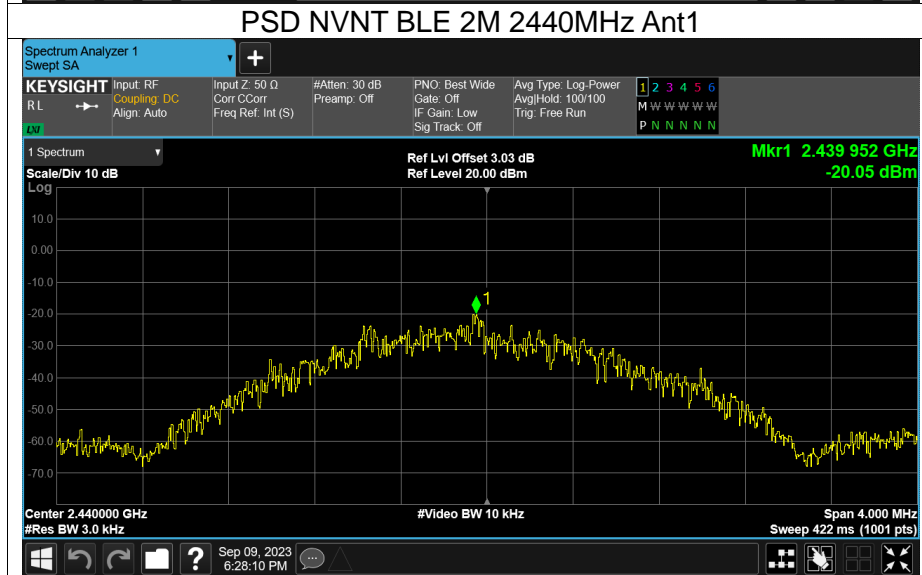 PSD NVNT BLE 2M 2440MHz Ant1
Spectrum Analyzer 1
Swept SA
KEYSIGHT
RL
LXI
Input: RF
Coupling: DC
Align: Auto
Input Z: 50 Ω
Corr CCorr
Freq Ref: Int (S)
#Atten: 30 dB
Preamp: Off
PNO: Best Wide
Gate: Off
IF Gain: Low
Sig Track: Off
Avg Type: Log-Power
Avg|Hold: 100/100
Trig: Free Run
1 2 3 4 5 6
M W W W W W
P N N N N N
1 Spectrum
Scale/Div 10 dB
Ref Lvl Offset 3.03 dB
Ref Level 20.00 dBm
Mkr1 2.439 952 GHz
-20.05 dBm
Log
10.0
0.00
-10.0
-20.0
-30.0
-40.0
-50.0
-60.0
-70.0
1
Center 2.440000 GHz
#Res BW 3.0 kHz
#Video BW 10 kHz
Span 4.000 MHz
Sweep 422 ms (1001 pts)
?
Sep 09, 2023
6:28:10 PM